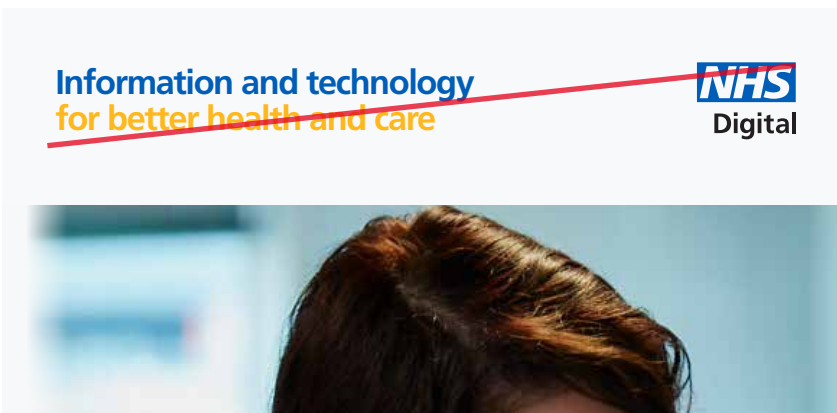 Information and technology
for better health and care
NHS
Digital